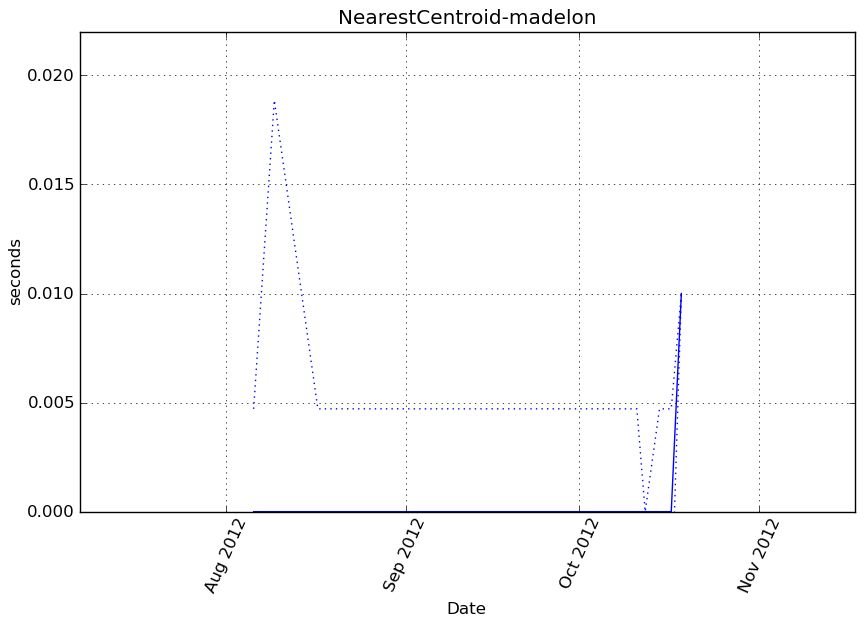 NearestCentroid-madelon
0.020
0.015
0.010
0.005
0.000
seconds
Aug 2012
Sep 2012
Oct 2012
Nov 2012
Date